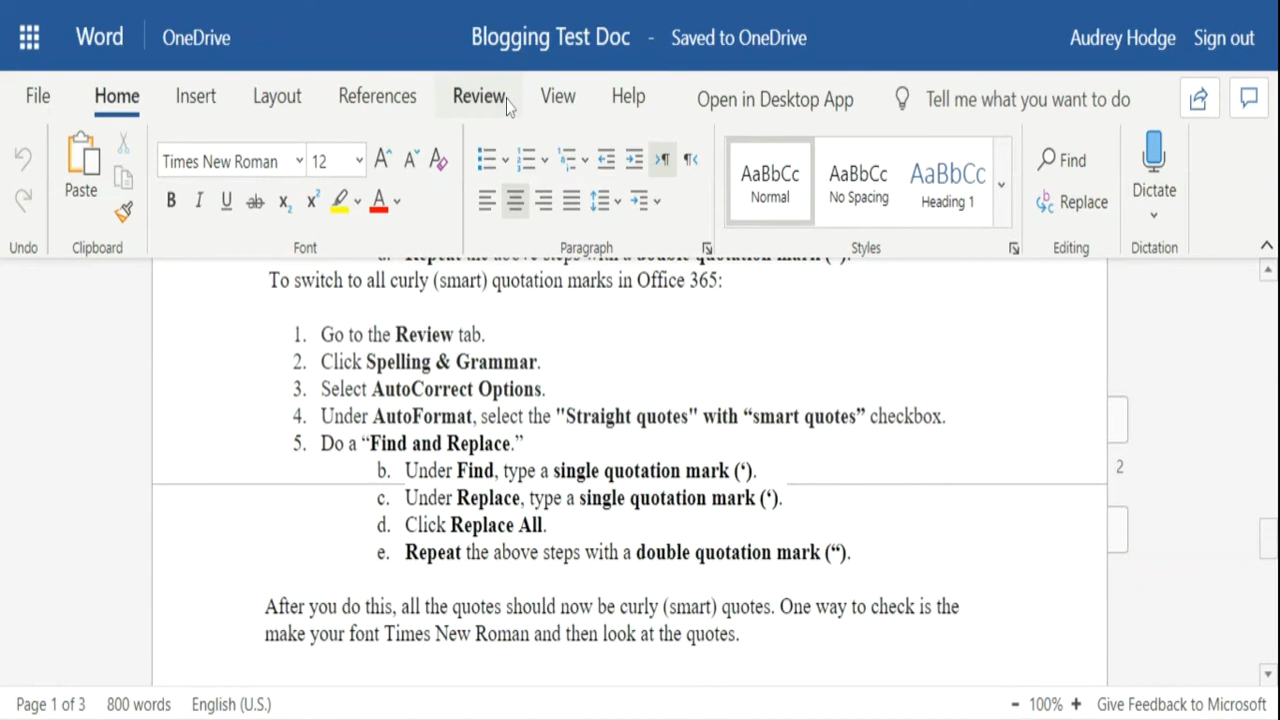 Word OneDrive Blogging Test Doc - Saved to OneDrive Audrey Hodge Sign out
File Home Insert Layout References Review View Help Open in Desktop App Tell me what you want to do
Paste Times New Roman 12 AaBbCc AaBbCc AaBbCc Find
Normal No Spacing Heading 1 Replace Dictate
Undo Clipboard Font Paragraph Styles Editing Dictation
Repeat the above steps with a double quotation mark
To switch to all curly (smart) quotation marks in Office 365:
1. Go to the Review tab.
2. Click Spelling & Grammar.
3. Select AutoCorrect Options.
4. Under AutoFormat, select the "Straight quotes" with “smart quotes” checkbox.
5. Do a “Find and Replace.”
b. Under Find, type a single quotation mark (‘).
2
c. Under Replace, type a single quotation mark (‘).
d. Click Replace All.
e. Repeat the above steps with a double quotation mark (“).
After you do this, all the quotes should now be curly (smart) quotes. One way to check is the
make your font Times New Roman and then look at the quotes.
Page 1 of 3 800 words English (U.S.) - 100% + Give Feedback to Microsoft